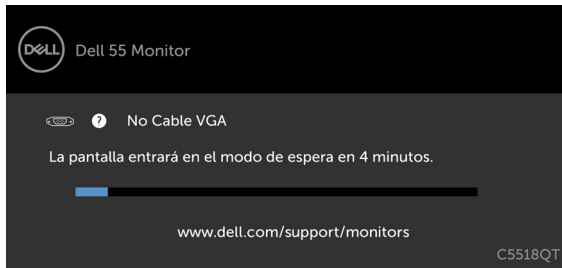 DELL
Dell 55 Monitor
? No Cable VGA
La pantalla entrará en el modo de espera en 4 minutos.
www.dell.com/support/monitors
C5518QT